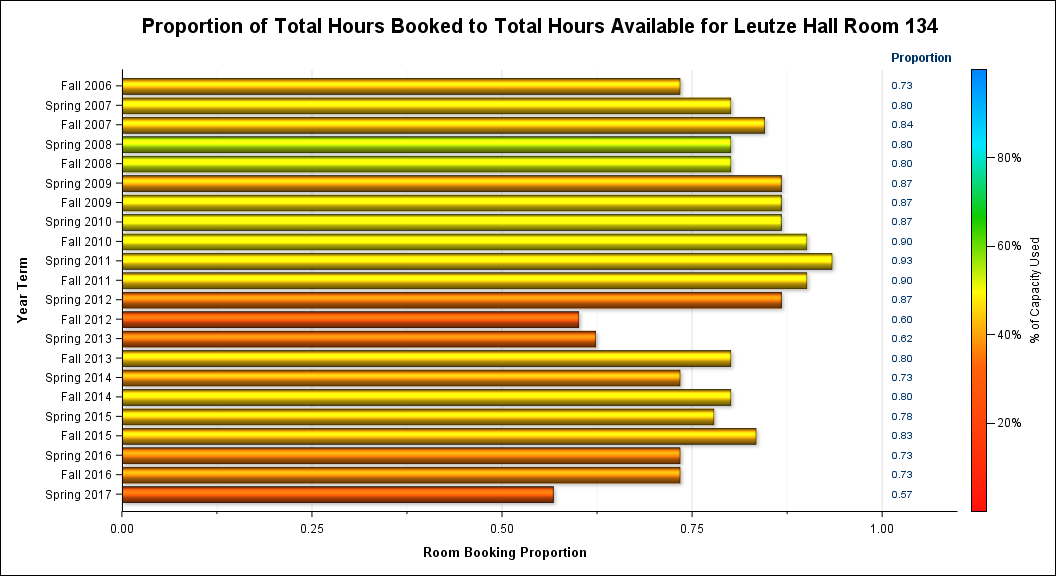 Proportion of Total Hours Booked to Total Hours Available for Leutze Hall Room 134
Proportion
Fall 2006 0.73
Spring 2007 0.80
Fall 2007 0.84
Spring 2008 0.80
Fall 2008 0.80
Spring 2009 0.87
Fall 2009 0.87
Spring 2010 0.87
Fall 2010 0.90
Spring 2011 0.93
Fall 2011 0.90
Spring 2012 0.87
Fall 2012 0.60
Spring 2013 0.62
Fall 2013 0.80
Spring 2014 0.73
Fall 2014 0.80
Spring 2015 0.78
Fall 2015 0.83
Spring 2016 0.73
Fall 2016 0.73
Spring 2017 0.57
Year Term
0.00 0.25 0.50 0.75 1.00
Room Booking Proportion
80%
60%
40%
20%
% of Capacity Used